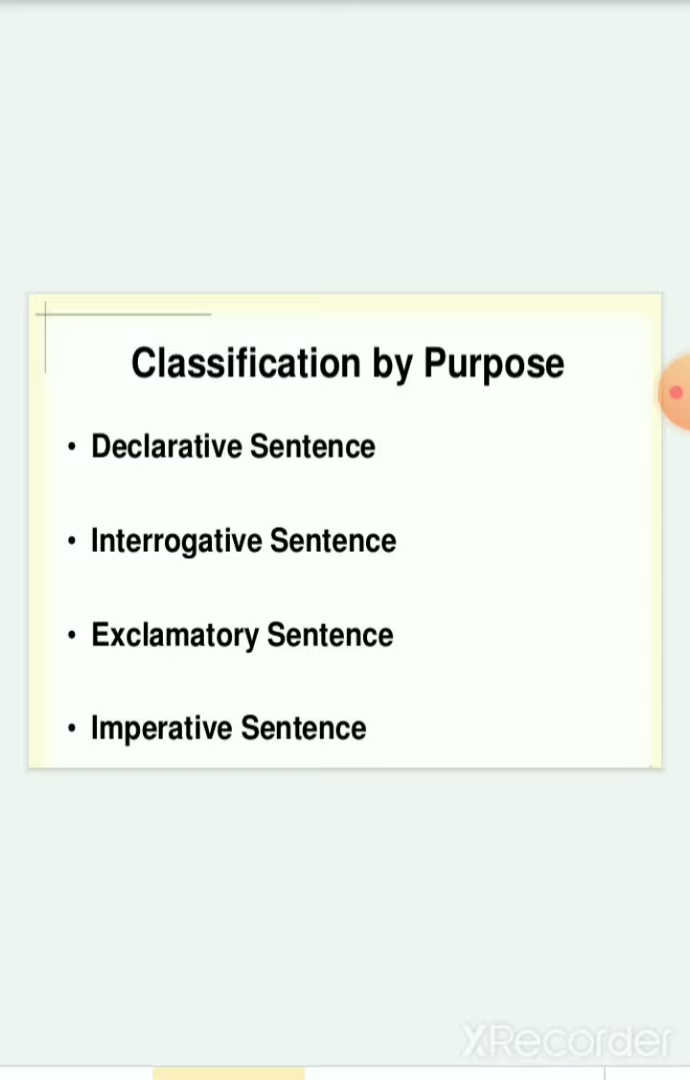 Classification by Purpose
• Declarative Sentence
• Interrogative Sentence
• Exclamatory Sentence
• Imperative Sentence
XRecorder